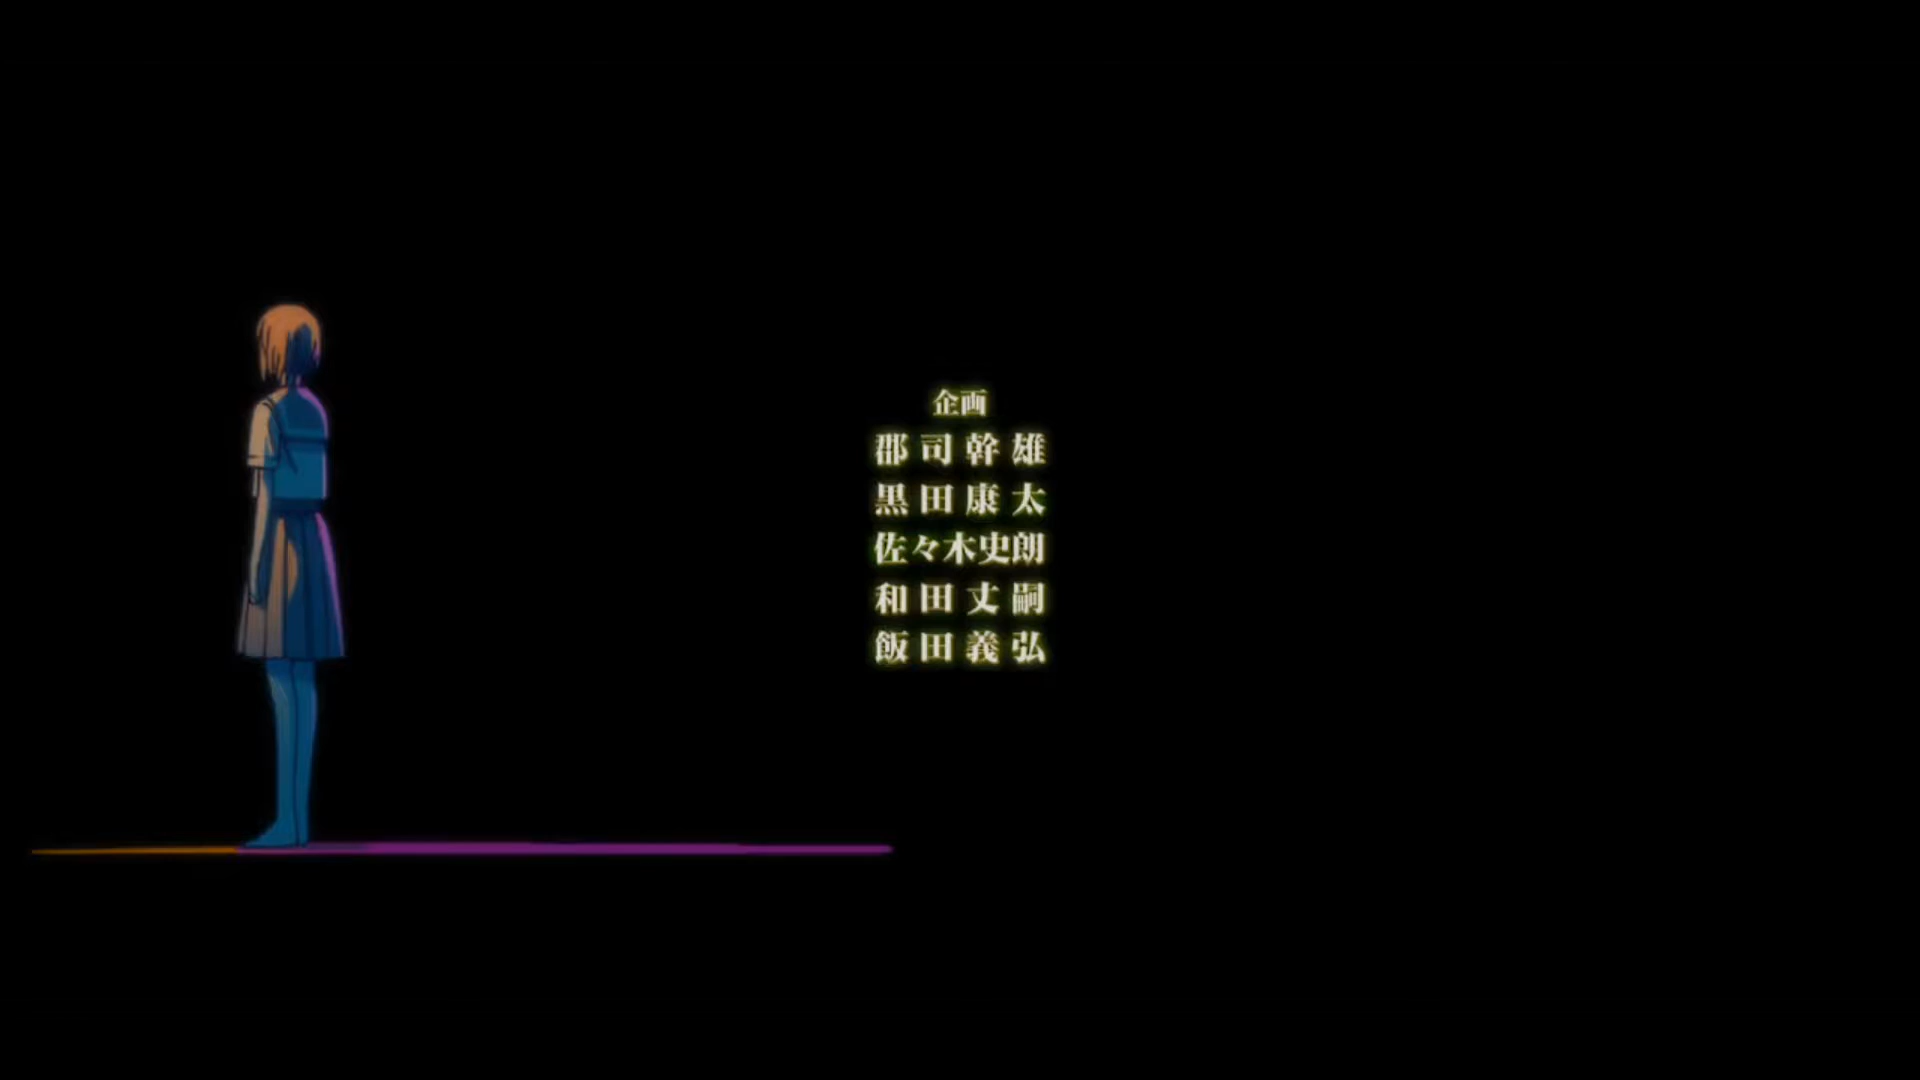 企画
郡司幹雄
黒田康太
佐々木史朗
和田丈嗣
飯田義弘